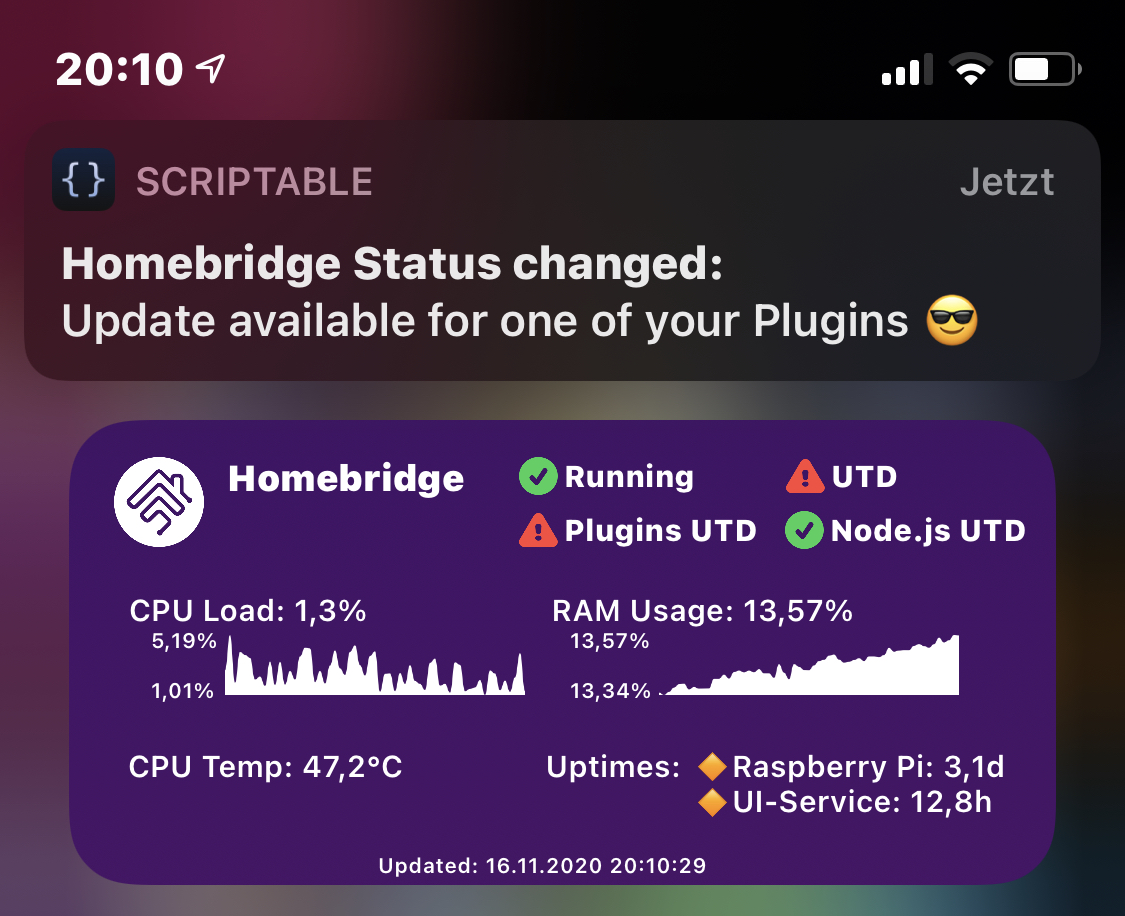 20:10
{} SCRIPTABLE Jetzt
Homebridge Status changed:
Update available for one of your Plugins 😎
Homebridge
Running UTD
Plugins UTD Node.js UTD
CPU Load: 1,3% RAM Usage: 13,57%
5,19% 13,57%
1,01% 13,34%
CPU Temp: 47,2°C Uptimes: 🔸Raspberry Pi: 3,1d
🔸UI-Service: 12,8h
Updated: 16.11.2020 20:10:29